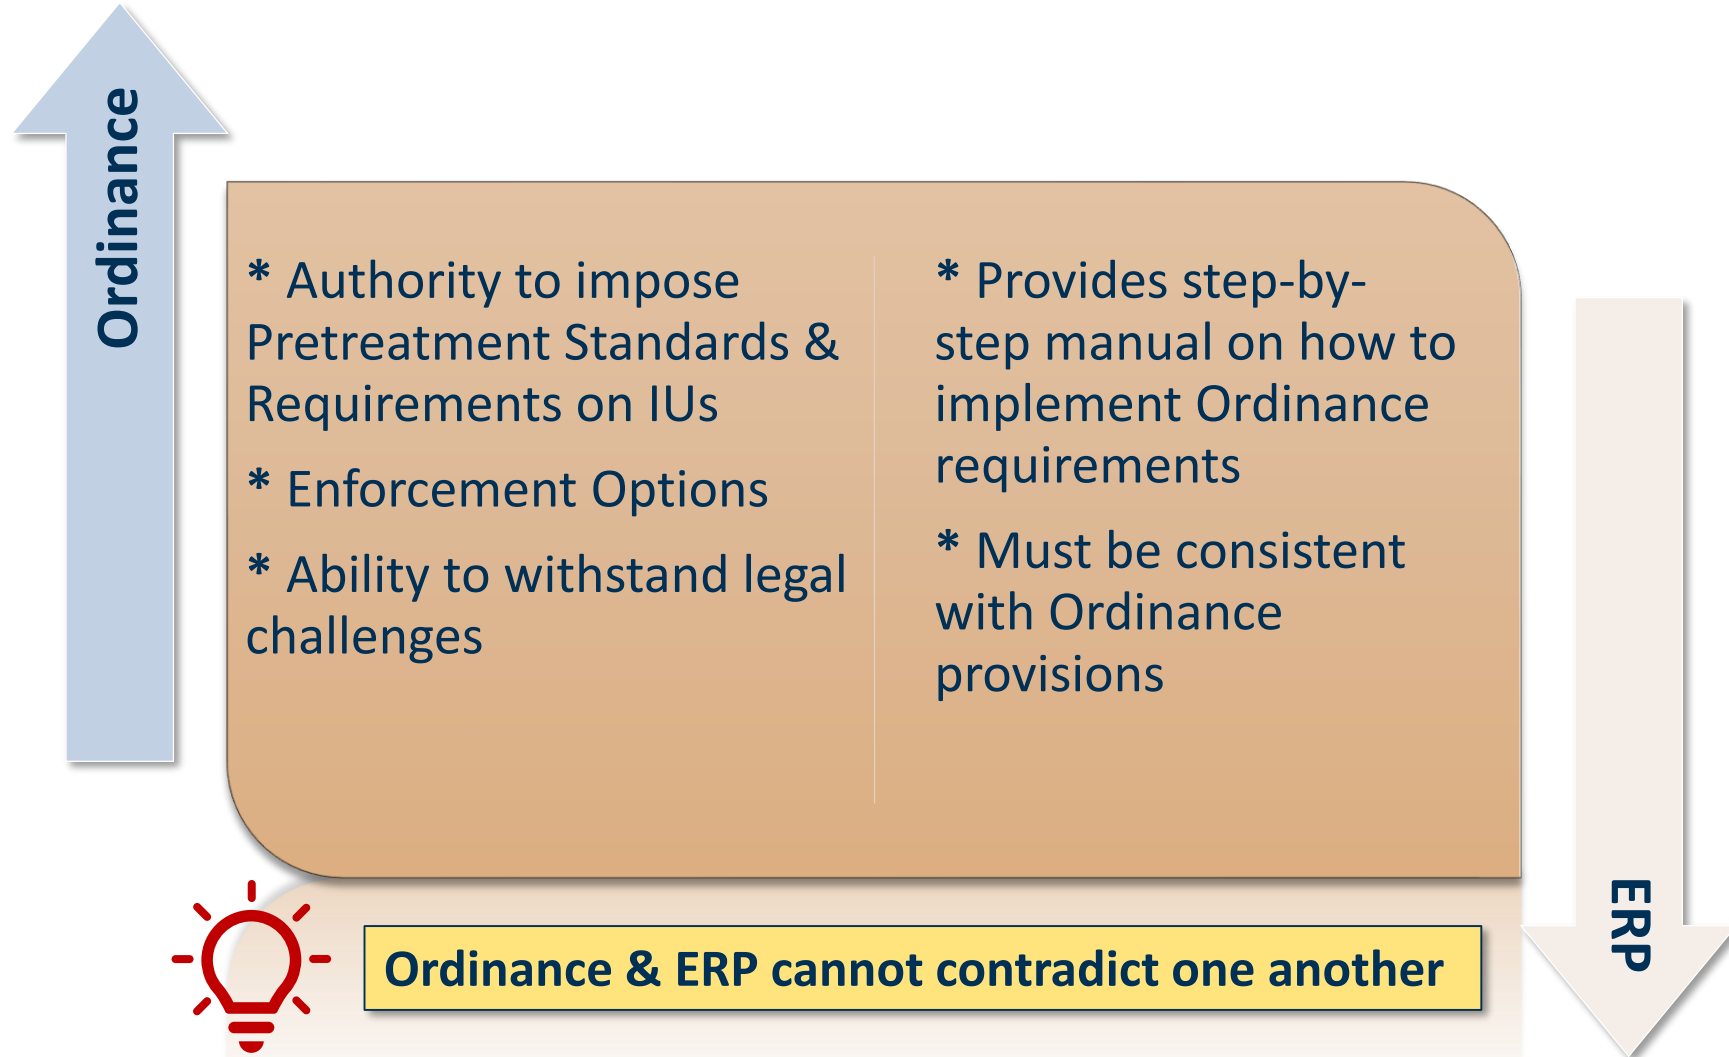 Ordinance
* Authority to impose
Pretreatment Standards &
Requirements on IUs
* Enforcement Options
* Ability to withstand legal
challenges
* Provides step-by-
step manual on how to
implement Ordinance
requirements
* Must be consistent
with Ordinance
provisions
ERP
Ordinance & ERP cannot contradict one another